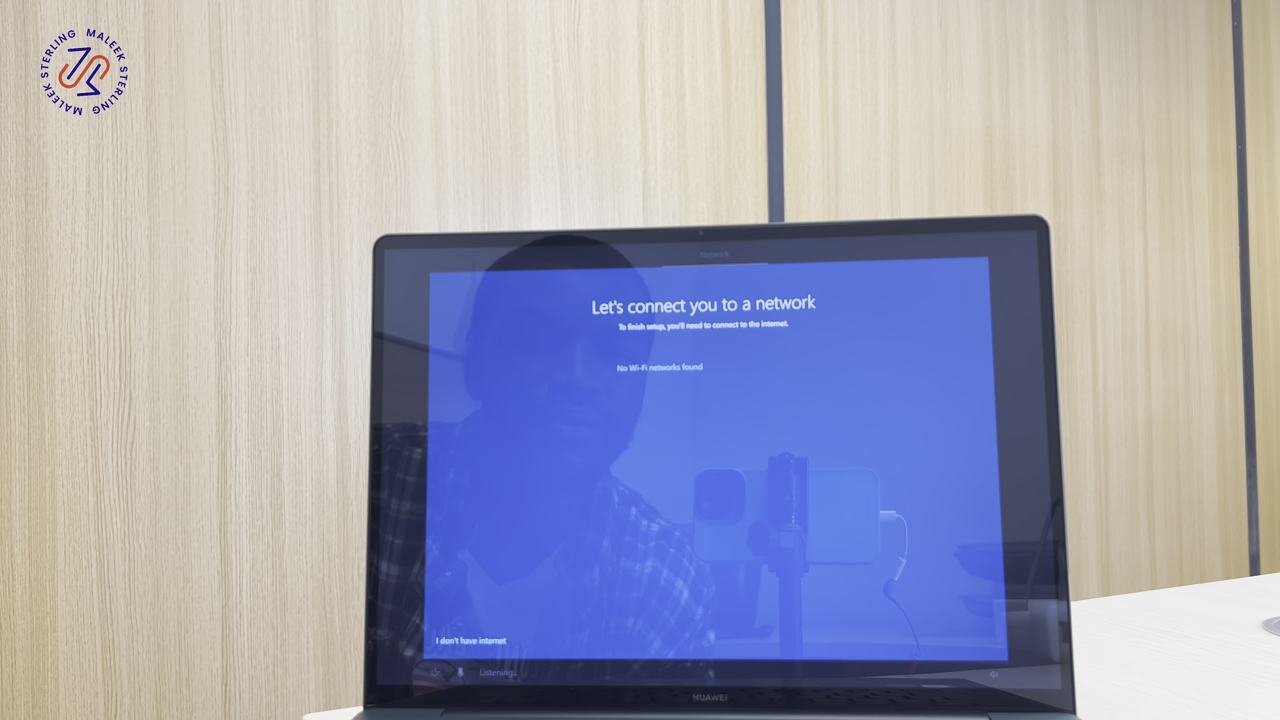 MALEEK STERLING MALEEK STERLING
Network
Let's connect you to a network
To finish setup, you'll need to connect to the internet.
No Wi-Fi networks found
I don't have internet
Listening...
HUAWEI